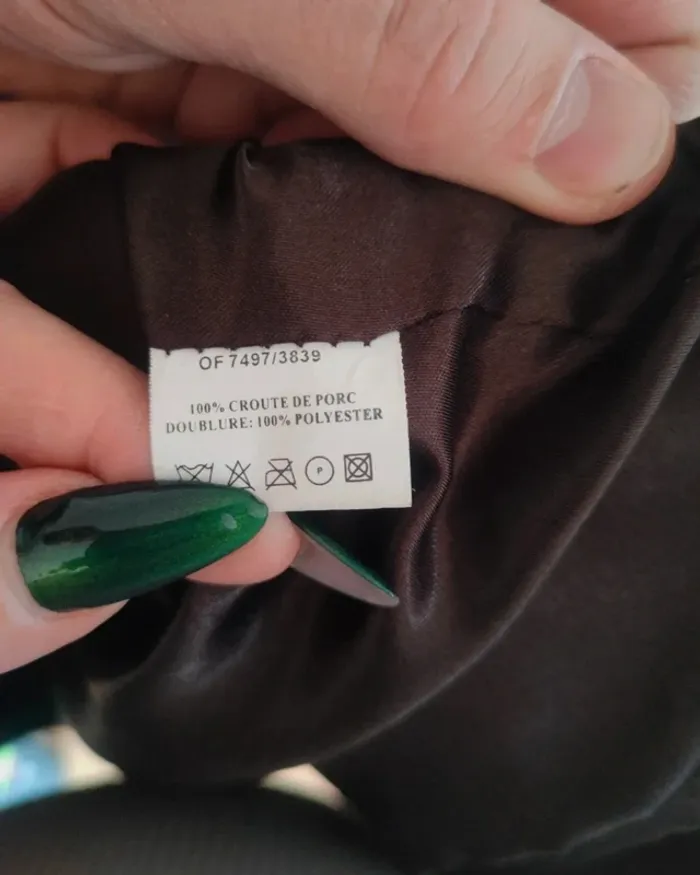 OF 7497/3839
100% CROUTE DE PORC
DOUBLURE: 100% POLYESTER
P